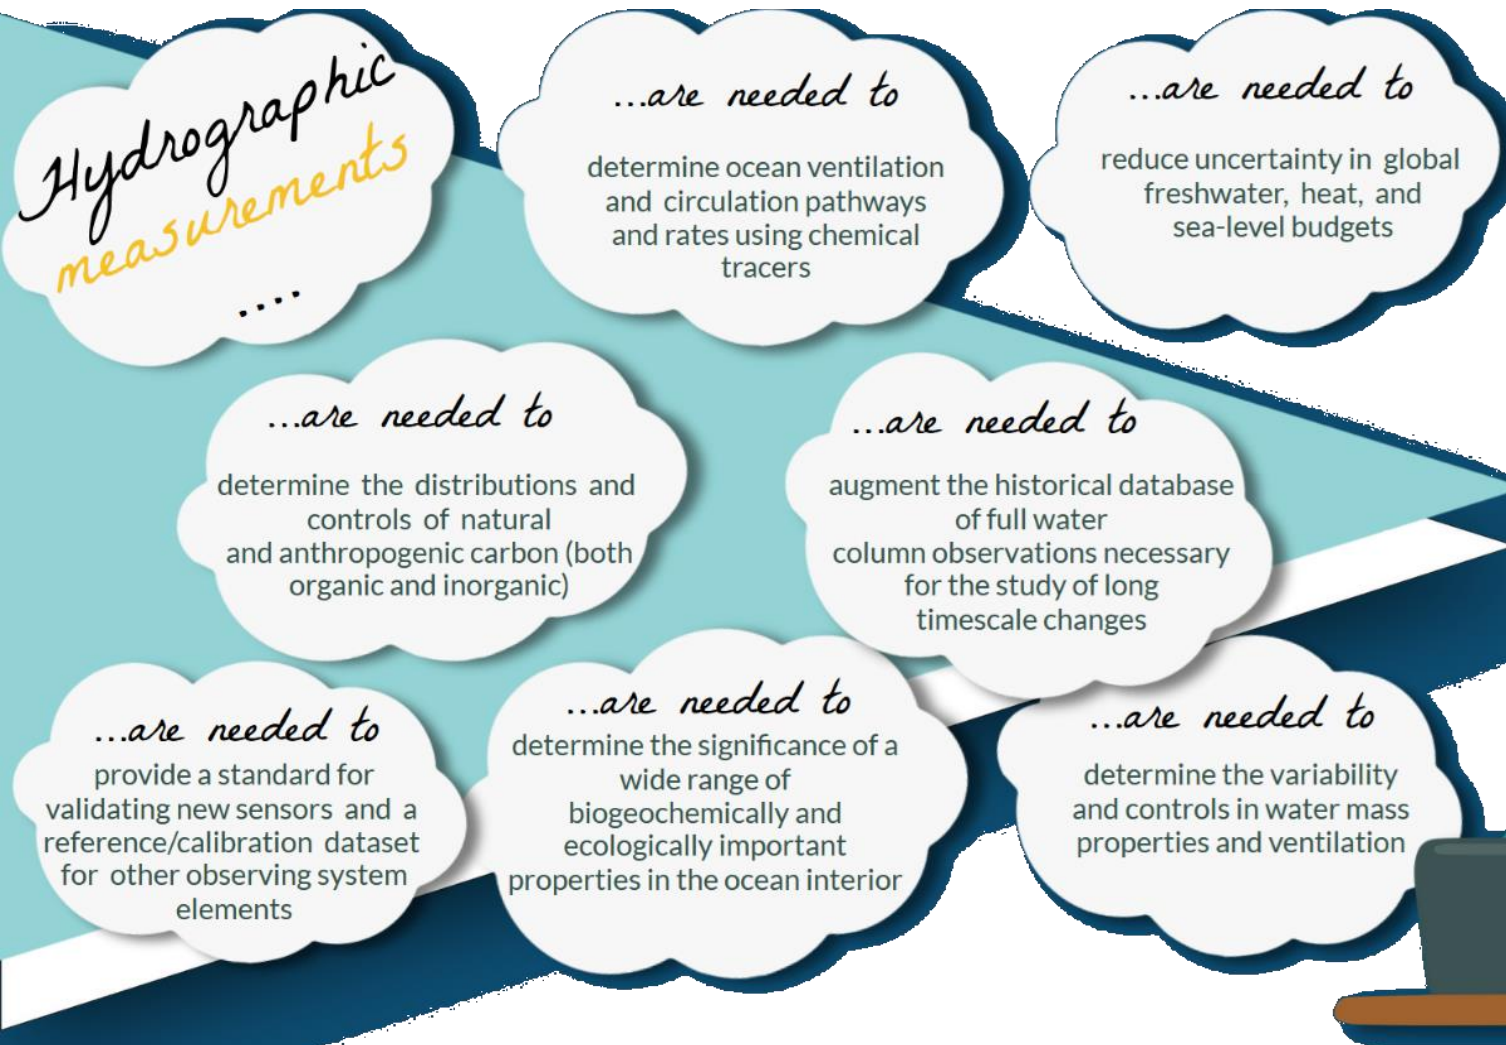 Hydrographic
measurements
....
...are needed to
determine ocean ventilation
and circulation pathways
and rates using chemical
tracers
...are needed to
reduce uncertainty in global
freshwater, heat, and
sea-level budgets
...are needed to
determine the distributions and
controls of natural
and anthropogenic carbon (both
organic and inorganic)
...are needed to
augment the historical database
of full water
column observations necessary
for the study of long
timescale changes
...are needed to
provide a standard for
validating new sensors and a
reference/calibration dataset
for other observing system
elements
...are needed to
determine the significance of a
wide range of
biogeochemically and
ecologically important
properties in the ocean interior
...are needed to
determine the variability
and controls in water mass
properties and ventilation